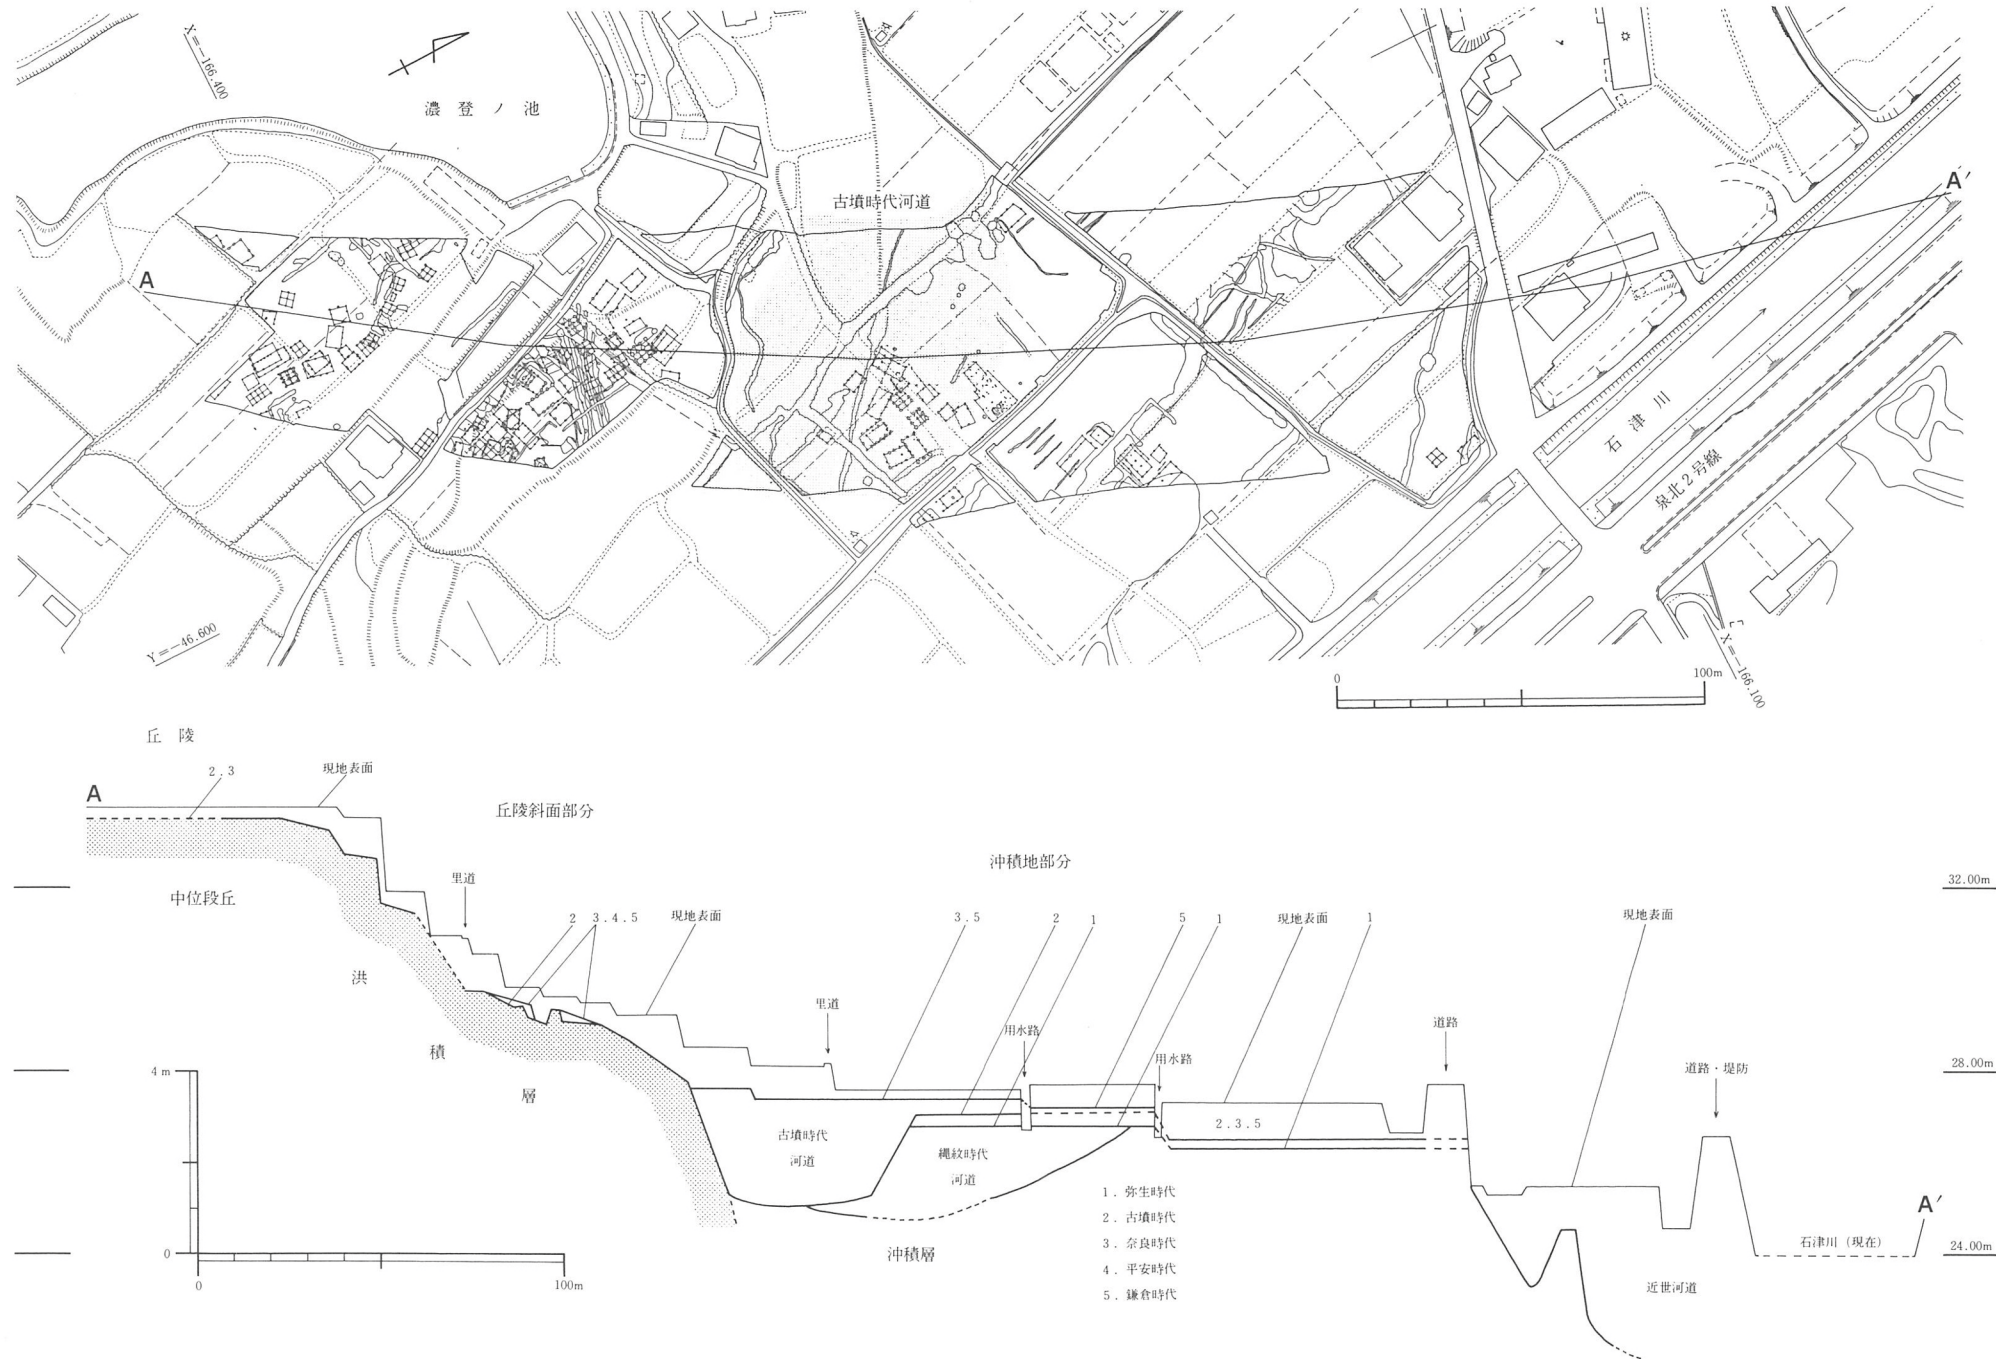 X=-166.400
濃登ノ池
古墳時代河道
A
A′
石津川
泉北2号線
Y=-46.600
X=-166.100
0
100m
丘陵
2.3
現地表面
A
丘陵斜面部分
沖積地部分
中位段丘
里道
32.00m
2
3.4.5
現地表面
3.5
2
1
5
1
現地表面
1
現地表面
洪積層
里道
用水路
用水路
道路
道路・堤防
4m
28.00m
古墳時代
河道
縄紋時代
河道
2.3.5
1. 弥生時代
2. 古墳時代
3. 奈良時代
4. 平安時代
5. 鎌倉時代
A′
0
沖積層
石津川(現在)
24.00m
0
100m
近世河道